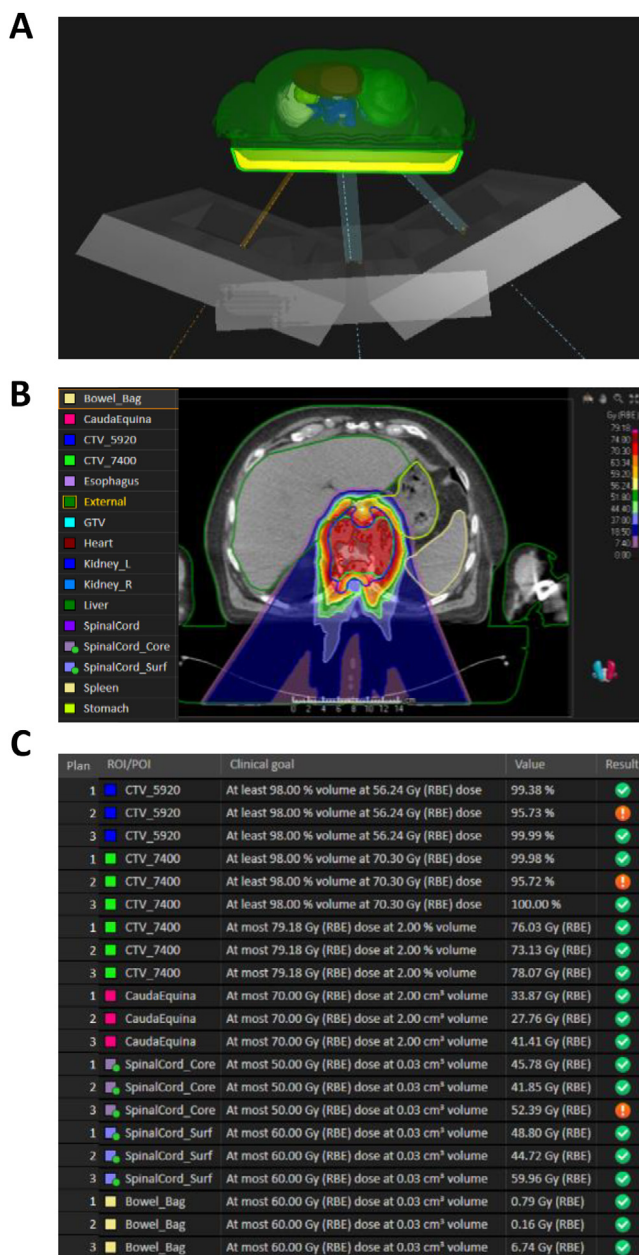 A
B
Bowel_Bag
CaudaEquina
CTV_5920
CTV_7400
Esophagus
External
GTV
Heart
Kidney_L
Kidney_R
Liver
SpinalCord
SpinalCord_Core
SpinalCord_Surf
Spleen
Stomach
Gy (RBE)
79.18
74.00
70.30
63.34
59.20
56.24
51.80
44.40
37.00
18.50
7.40
0.00
0 2 4 6 8 10 12 14
C
Plan ROI/POI Clinical goal Value Result
1 CTV_5920 At least 98.00 % volume at 56.24 Gy (RBE) dose 99.38 %
2 CTV_5920 At least 98.00 % volume at 56.24 Gy (RBE) dose 95.73 %
3 CTV_5920 At least 98.00 % volume at 56.24 Gy (RBE) dose 99.99 %
1 CTV_7400 At least 98.00 % volume at 70.30 Gy (RBE) dose 99.98 %
2 CTV_7400 At least 98.00 % volume at 70.30 Gy (RBE) dose 95.72 %
3 CTV_7400 At least 98.00 % volume at 70.30 Gy (RBE) dose 100.00 %
1 CTV_7400 At most 79.18 Gy (RBE) dose at 2.00 % volume 76.03 Gy (RBE)
2 CTV_7400 At most 79.18 Gy (RBE) dose at 2.00 % volume 73.13 Gy (RBE)
3 CTV_7400 At most 79.18 Gy (RBE) dose at 2.00 % volume 78.07 Gy (RBE)
1 CaudaEquina At most 70.00 Gy (RBE) dose at 2.00 cm³ volume 33.87 Gy (RBE)
2 CaudaEquina At most 70.00 Gy (RBE) dose at 2.00 cm³ volume 27.76 Gy (RBE)
3 CaudaEquina At most 70.00 Gy (RBE) dose at 2.00 cm³ volume 41.41 Gy (RBE)
1 SpinalCord_Core At most 50.00 Gy (RBE) dose at 0.03 cm³ volume 45.78 Gy (RBE)
2 SpinalCord_Core At most 50.00 Gy (RBE) dose at 0.03 cm³ volume 41.85 Gy (RBE)
3 SpinalCord_Core At most 50.00 Gy (RBE) dose at 0.03 cm³ volume 52.39 Gy (RBE)
1 SpinalCord_Surf At most 60.00 Gy (RBE) dose at 0.03 cm³ volume 48.80 Gy (RBE)
2 SpinalCord_Surf At most 60.00 Gy (RBE) dose at 0.03 cm³ volume 44.72 Gy (RBE)
3 SpinalCord_Surf At most 60.00 Gy (RBE) dose at 0.03 cm³ volume 59.96 Gy (RBE)
1 Bowel_Bag At most 60.00 Gy (RBE) dose at 0.03 cm³ volume 0.79 Gy (RBE)
2 Bowel_Bag At most 60.00 Gy (RBE) dose at 0.03 cm³ volume 0.16 Gy (RBE)
3 Bowel_Bag At most 60.00 Gy (RBE) dose at 0.03 cm³ volume 6.74 Gy (RBE)